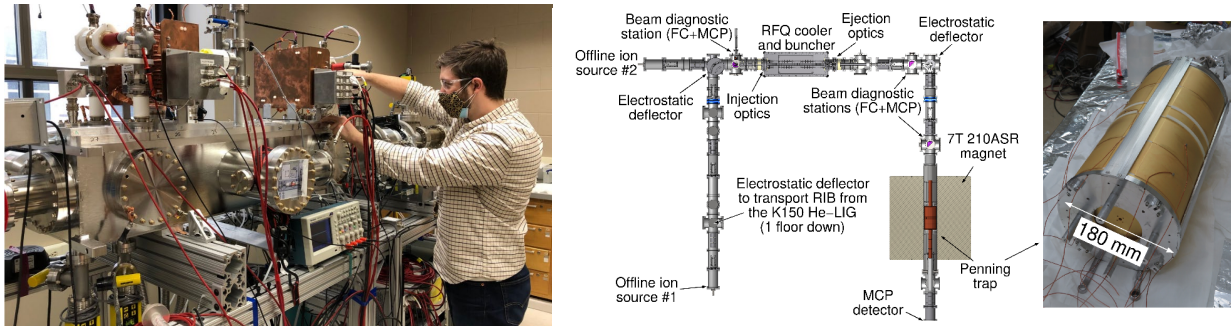 Beam diagnostic
station (FC+MCP)
RFQ cooler
and buncher
Ejection
optics
Electrostatic
deflector
Offline ion
source #2
Electrostatic
deflector
Injection
optics
Beam diagnostic
stations (FC+MCP)
7T 210ASR
magnet
Electrostatic deflector
to transport RIB from
the K150 He−LIG
(1 floor down)
Offline ion
source #1
Penning
trap
MCP
detector
180 mm